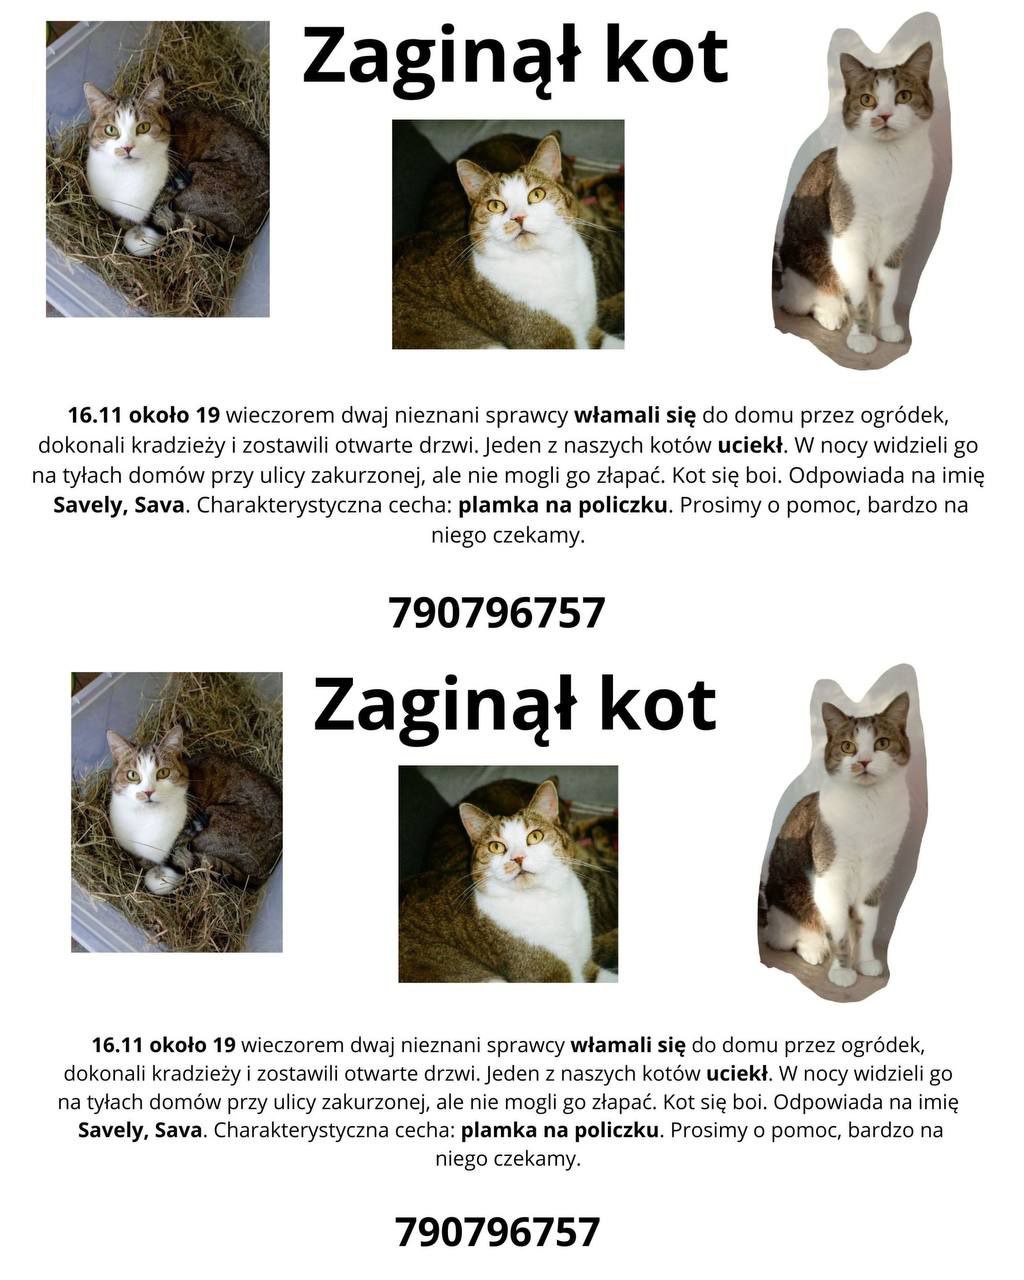 Zaginął kot
16.11 około 19 wieczorem dwaj nieznani sprawcy włamali się do domu przez ogródek,
dokonali kradzieży i zostawili otwarte drzwi. Jeden z naszych kotów uciekł. W nocy widzieli go
na tyłach domów przy ulicy zakurzonej, ale nie mogli go złapać. Kot się boi. Odpowiada na imię
Savely, Sava. Charakterystyczna cecha: plamka na policzku. Prosimy o pomoc, bardzo na
niego czekamy.
790796757
Zaginął kot
16.11 około 19 wieczorem dwaj nieznani sprawcy włamali się do domu przez ogródek,
dokonali kradzieży i zostawili otwarte drzwi. Jeden z naszych kotów uciekł. W nocy widzieli go
na tyłach domów przy ulicy zakurzonej, ale nie mogli go złapać. Kot się boi. Odpowiada na imię
Savely, Sava. Charakterystyczna cecha: plamka na policzku. Prosimy o pomoc, bardzo na
niego czekamy.
790796757